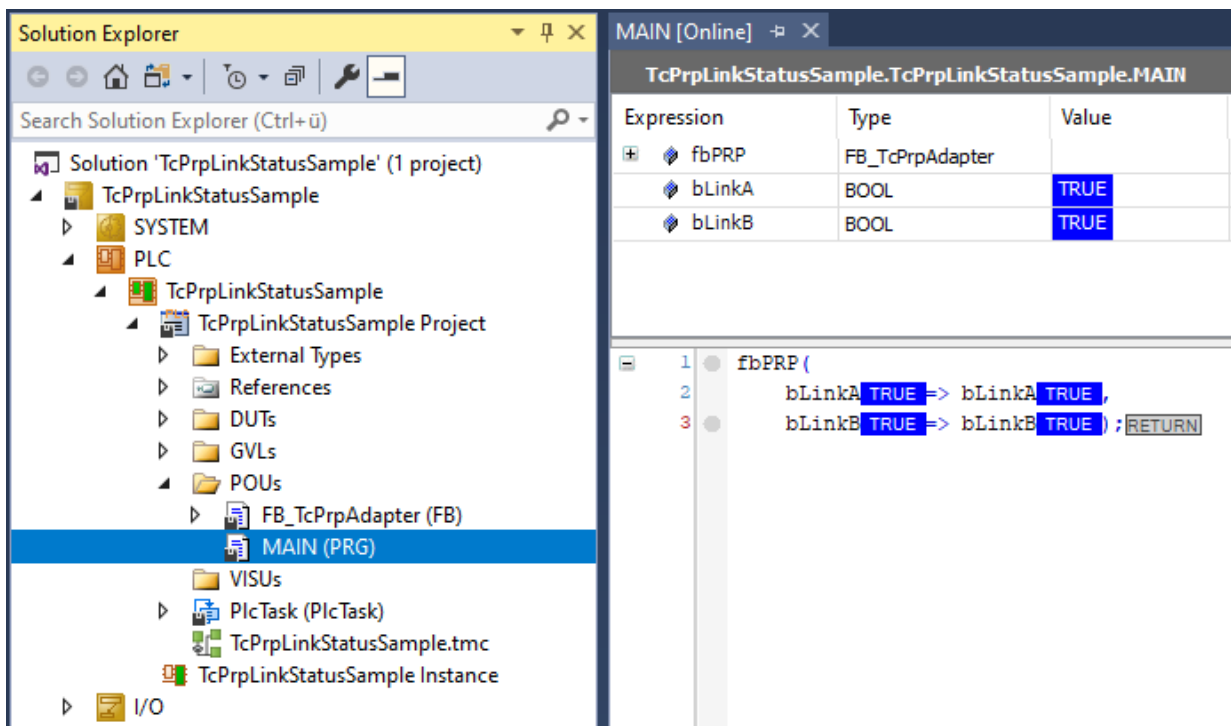 Solution Explorer
Search Solution Explorer (Ctrl+ü)
Solution 'TcPrpLinkStatusSample' (1 project)
TcPrpLinkStatusSample
SYSTEM
PLC
TcPrpLinkStatusSample
TcPrpLinkStatusSample Project
External Types
References
DUTs
GVLs
POUs
FB_TcPrpAdapter (FB)
MAIN (PRG)
VISUs
PlcTask (PlcTask)
TcPrpLinkStatusSample.tmc
TcPrpLinkStatusSample Instance
I/O
MAIN [Online]
TcPrpLinkStatusSample.TcPrpLinkStatusSample.MAIN
Expression Type Value
fbPRP FB_TcPrpAdapter
bLinkA BOOL TRUE
bLinkB BOOL TRUE
1 fbPRP(
2 bLinkA TRUE => bLinkA TRUE ,
3 bLinkB TRUE => bLinkB TRUE ); RETURN